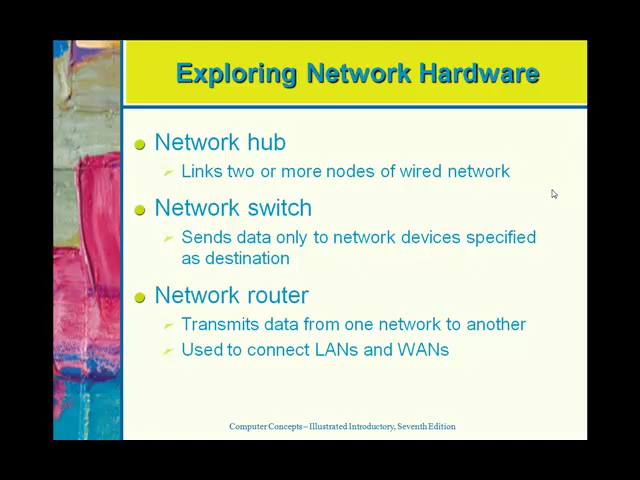 Exploring Network Hardware
Network hub
Links two or more nodes of wired network
Network switch
Sends data only to network devices specified
as destination
Network router
Transmits data from one network to another
Used to connect LANs and WANs
Computer Concepts – Illustrated Introductory, Seventh Edition